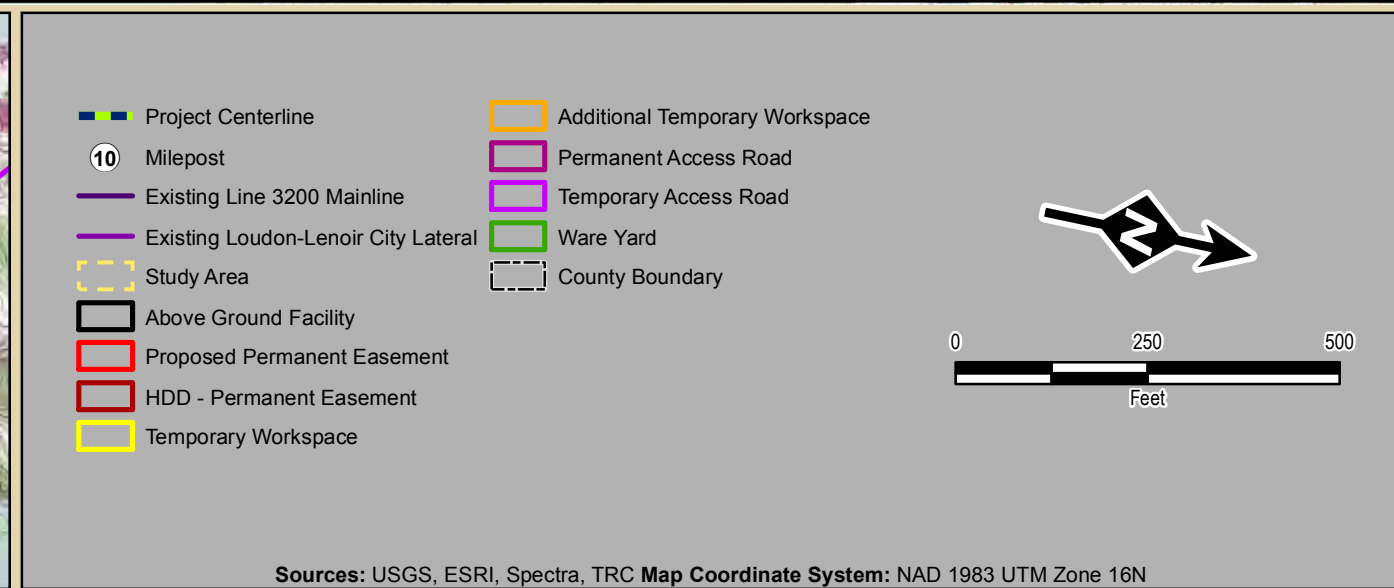 Project Centerline
10 Milepost
Existing Line 3200 Mainline
Existing Loudon-Lenoir City Lateral
Study Area
Above Ground Facility
Proposed Permanent Easement
HDD - Permanent Easement
Temporary Workspace
Additional Temporary Workspace
Permanent Access Road
Temporary Access Road
Ware Yard
County Boundary
N
0 250 500
Feet
Sources: USGS, ESRI, Spectra, TRC Map Coordinate System: NAD 1983 UTM Zone 16N